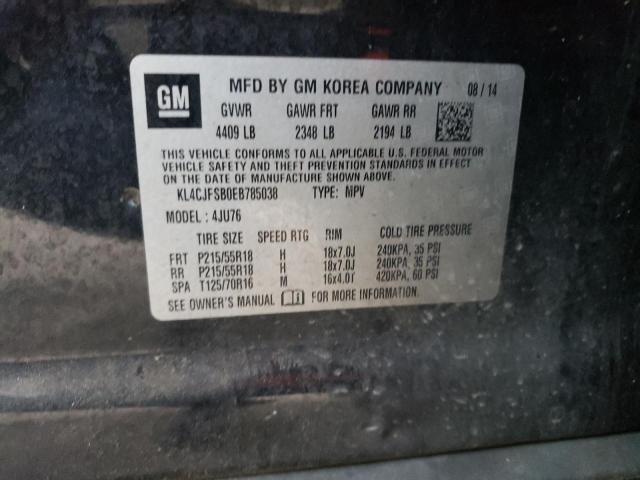 GM MFD BY GM KOREA COMPANY 08 / 14
GVWR GAWR FRT GAWR RR
4409 LB 2348 LB 2194 LB
THIS VEHICLE CONFORMS TO ALL APPLICABLE U.S. FEDERAL MOTOR
VEHICLE SAFETY AND THEFT PREVENTION STANDARDS IN EFFECT
ON THE DATE OF MANUFACTURE SHOWN ABOVE.
KL4CJFSB0EB785038 TYPE: MPV
MODEL : 4JU76
TIRE SIZE SPEED RTG RIM COLD TIRE PRESSURE
FRT P215/55R18 H 18x7.0J 240KPA, 35 PSI
RR P215/55R18 H 18x7.0J 240KPA, 35 PSI
SPA T125/70R16 M 16x4.0T 420KPA, 60 PSI
SEE OWNER'S MANUAL FOR MORE INFORMATION.